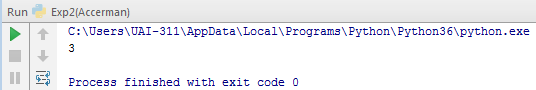 Run Exp2(Accerman)
C:\Users\UAI-311\AppData\Local\Programs\Python\Python36\python.exe
3
Process finished with exit code 0